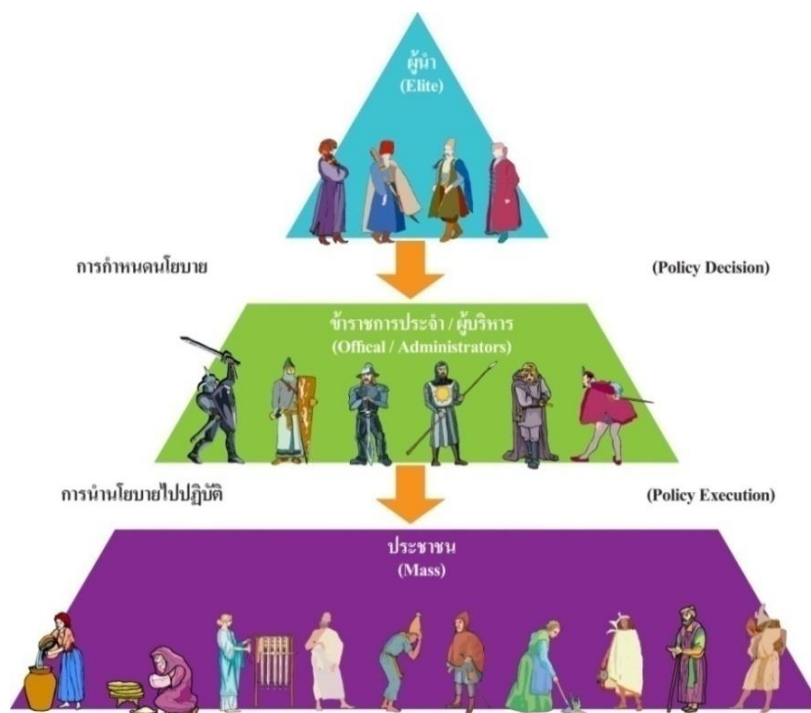 ผู้นำ
(Elite)
การกำหนดนโยบาย
(Policy Decision)
ข้าราชการประจำ / ผู้บริหาร
(Offical / Administrators)
การนำนโยบายไปปฏิบัติ
(Policy Execution)
ประชาชน
(Mass)